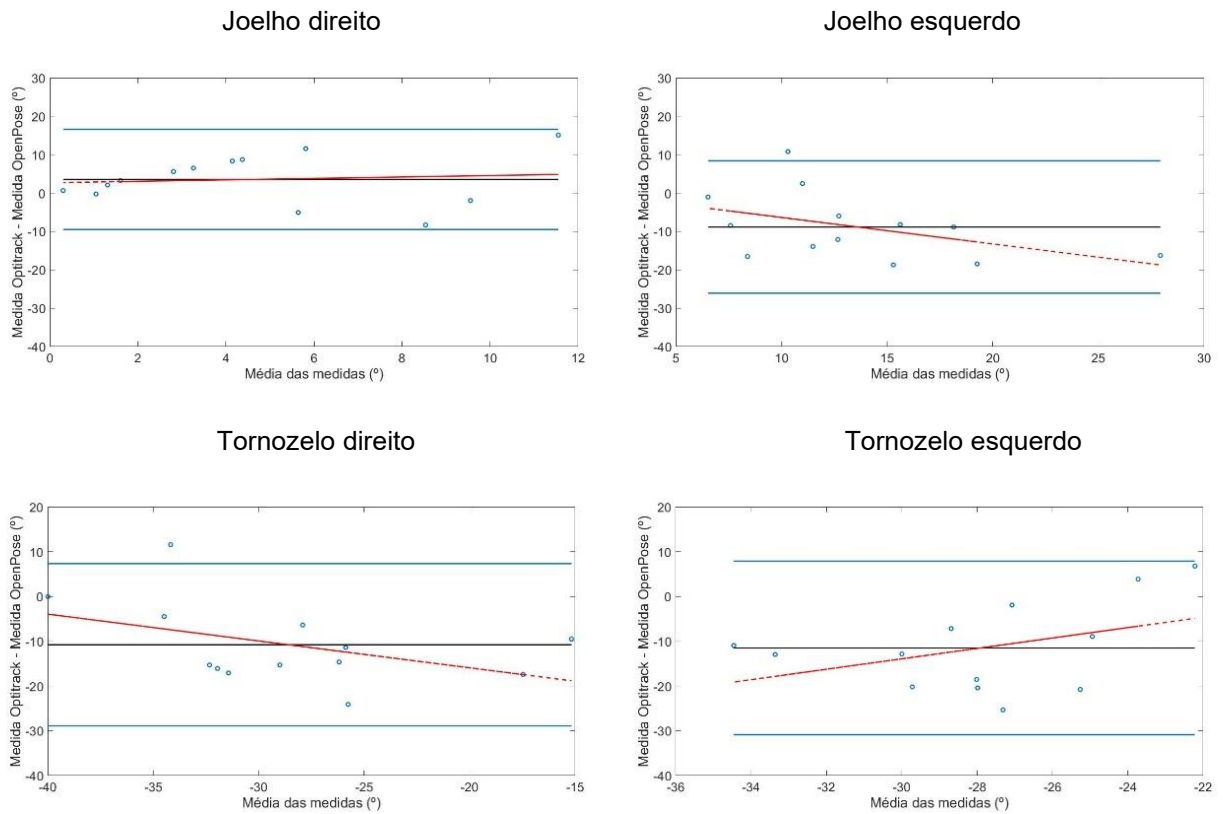 Joelho direito
Joelho esquerdo
30
20
10
0
-10
-20
-30
-40
Medida Optitrack - Medida OpenPose (º)
0 2 4 6 8 10 12
Média das medidas (º)
30
20
10
0
-10
-20
-30
-40
Medida Optitrack - Medida OpenPose (º)
5 10 15 20 25 30
Média das medidas (º)
Tornozelo direito
Tornozelo esquerdo
20
10
0
-10
-20
-30
-40
Medida Optitrack - Medida OpenPose (º)
-40 -35 -30 -25 -20 -15
Média das medidas (º)
20
10
0
-10
-20
-30
-40
Medida Optitrack - Medida OpenPose (º)
-36 -34 -32 -30 -28 -26 -24 -22
Média das medidas (º)